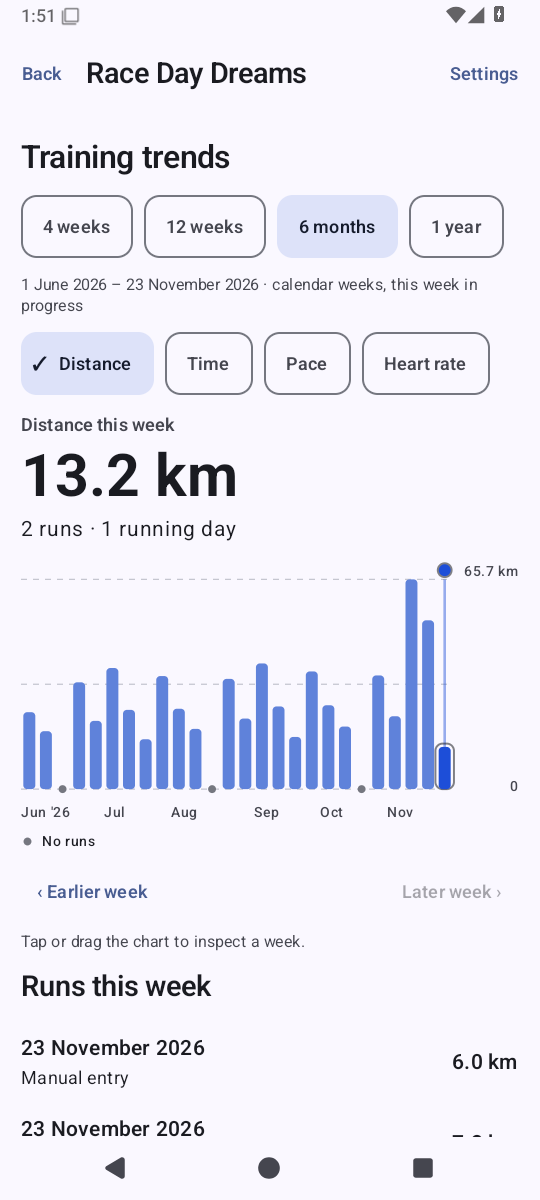 1:51
Back Race Day Dreams Settings
Training trends
4 weeks 12 weeks 6 months 1 year
1 June 2026 – 23 November 2026 · calendar weeks, this week in
progress
✓ Distance Time Pace Heart rate
Distance this week
13.2 km
2 runs · 1 running day
65.7 km
0
Jun '26 Jul Aug Sep Oct Nov
No runs
‹ Earlier week Later week ›
Tap or drag the chart to inspect a week.
Runs this week
23 November 2026
6.0 km
Manual entry
23 November 2026